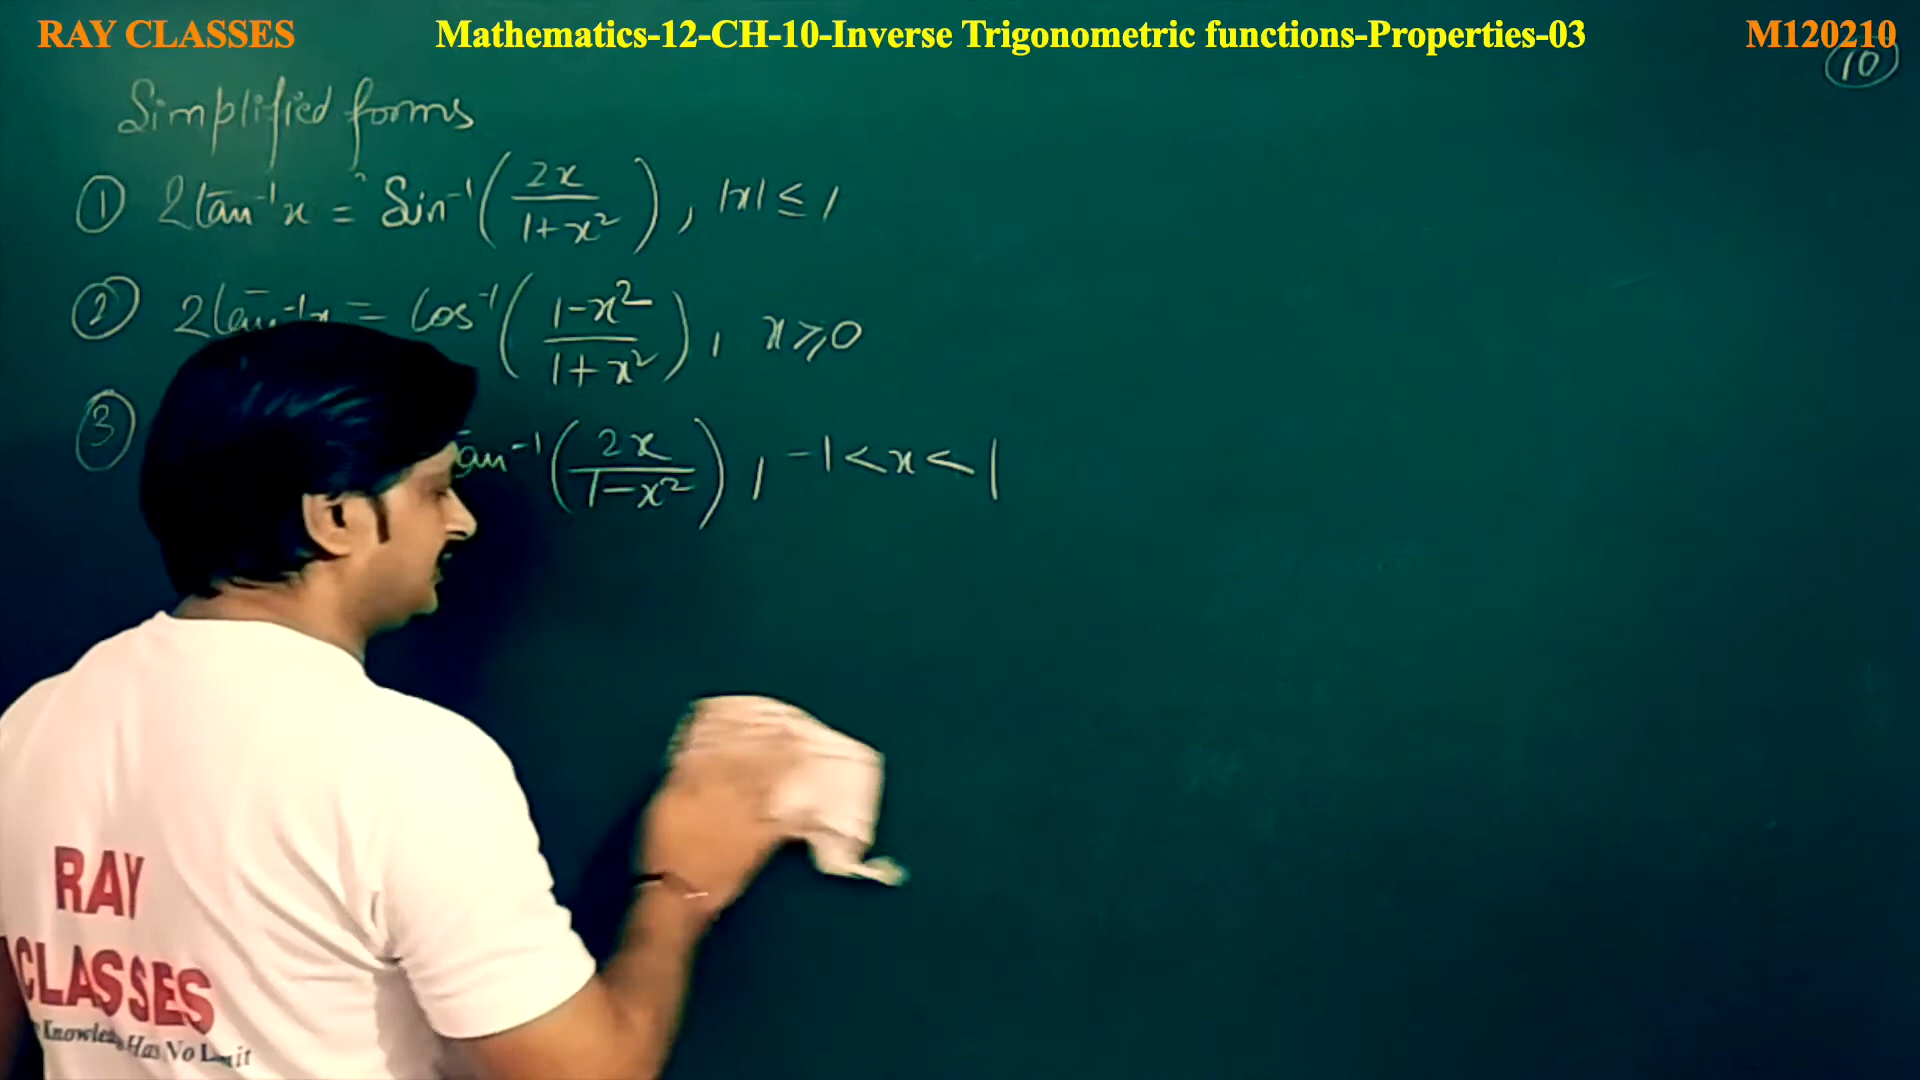 RAY CLASSES Mathematics-12-CH-10-Inverse Trigonometric functions-Properties-03 M120210
10
Simplified forms
① 2tan⁻¹x = Sin⁻¹(2x/1+x²), |x| ≤ 1
② 2tan⁻¹x = Cos⁻¹(1-x²/1+x²), x ≥ 0
③ tan⁻¹(2x/1-x²), -1 < x < 1
RAY
CLASSES
Knowledge Has No Limit